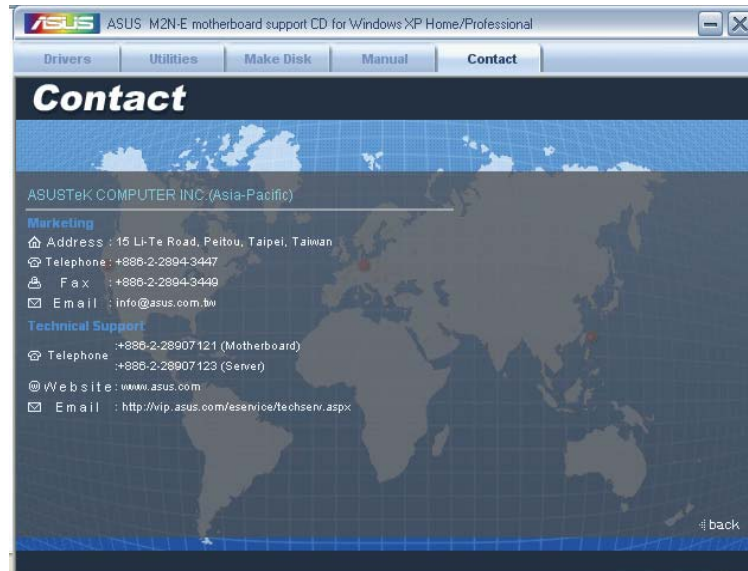 ASUS ASUS M2N-E motherboard support CD for Windows XP Home/Professional
Drivers Utilities Make Disk Manual Contact
Contact
ASUSTeK COMPUTER INC.(Asia-Pacific)
Marketing
Address : 15 Li-Te Road, Peitou, Taipei, Taiwan
Telephone : +886-2-2894-3447
Fax : +886-2-2894-3449
Email : info@asus.com.tw
Technical Support
Telephone :+886-2-28907121 (Motherboard)
:+886-2-28907123 (Server)
Website : www.asus.com
Email : http://vip.asus.com/eservice/techserv.aspx
back